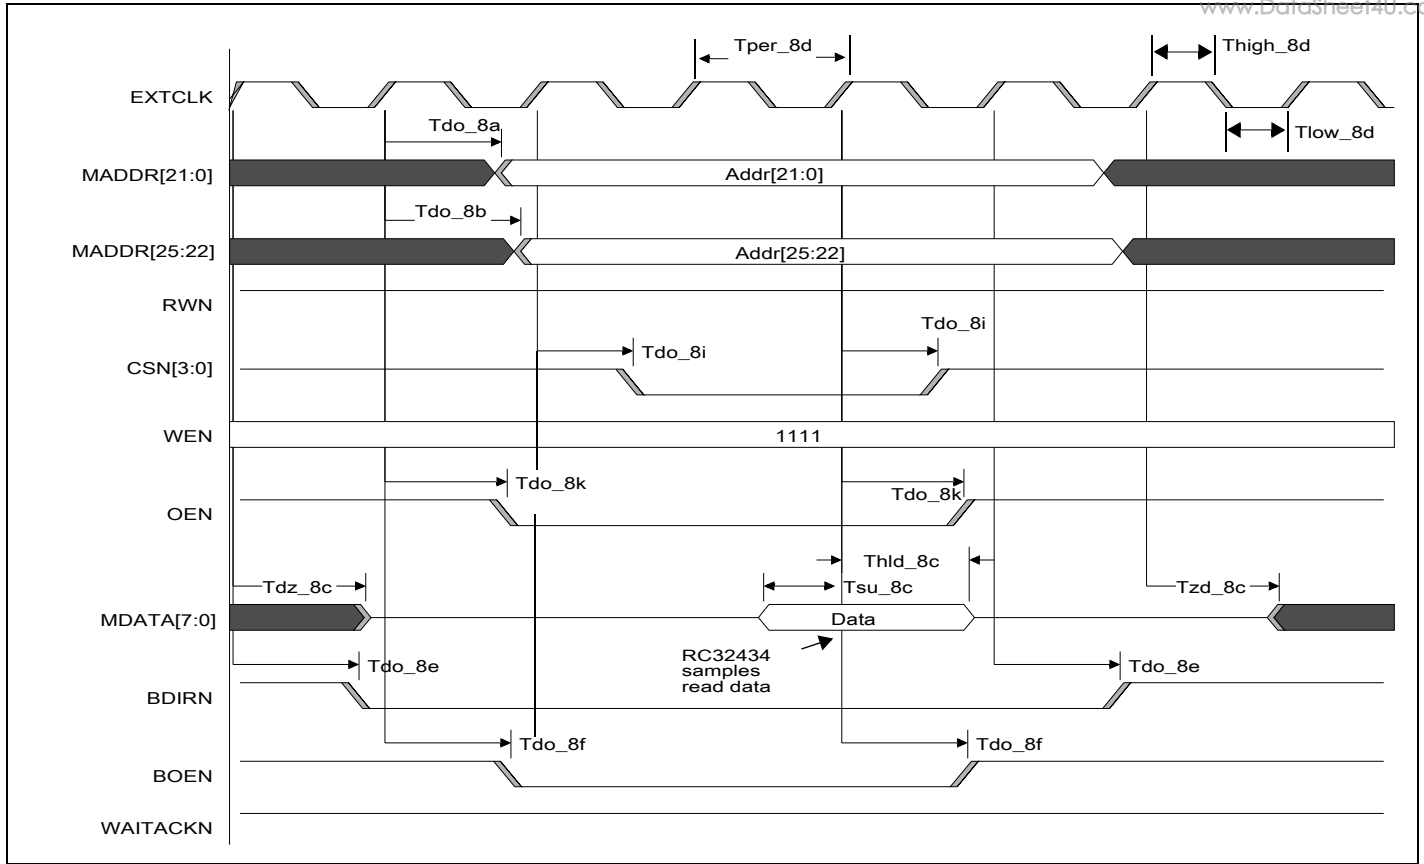 www.DataSheet4U.co
Tper_8d
Thigh_8d
EXTCLK
Tdo_8a
Tlow_8d
MADDR[21:0]
Addr[21:0]
Tdo_8b
MADDR[25:22]
Addr[25:22]
RWN
Tdo_8i
Tdo_8i
CSN[3:0]
WEN
1111
Tdo_8k
Tdo_8k
OEN
Thld_8c
Tdz_8c
Tsu_8c
Tzd_8c
MDATA[7:0]
Data
RC32434
samples
read data
Tdo_8e
Tdo_8e
BDIRN
Tdo_8f
Tdo_8f
BOEN
WAITACKN